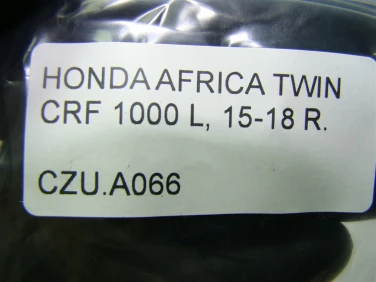 HONDA AFRICA TWIN
CRF 1000 L, 15-18 R.
CZU.A066